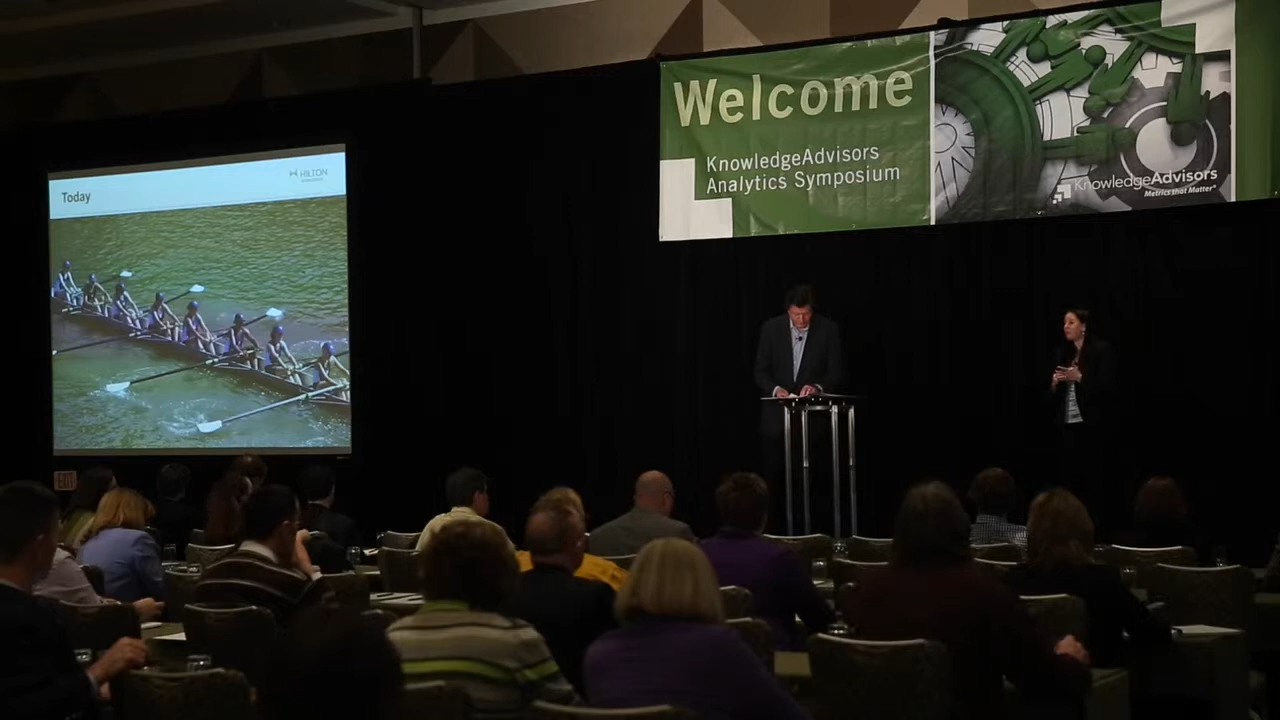 Today
HILTON
EXIT
Welcome
KnowledgeAdvisors
Analytics Symposium
KnowledgeAdvisors
Metrics that Matter®